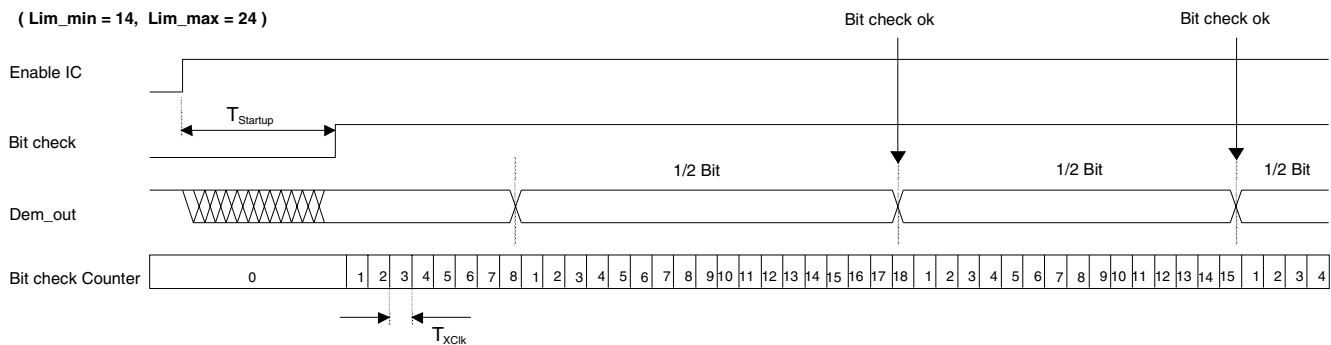 ( Lim_min = 14, Lim_max = 24 )
Bit check ok
Bit check ok
Enable IC
TStartup
Bit check
1/2 Bit
1/2 Bit
1/2 Bit
Dem_out
Bit check Counter
0 1 2 3 4 5 6 7 8 1 2 3 4 5 6 7 8 9 10 11 12 13 14 15 16 17 18 1 2 3 4 5 6 7 8 9 10 11 12 13 14 15 1 2 3 4
TXClk